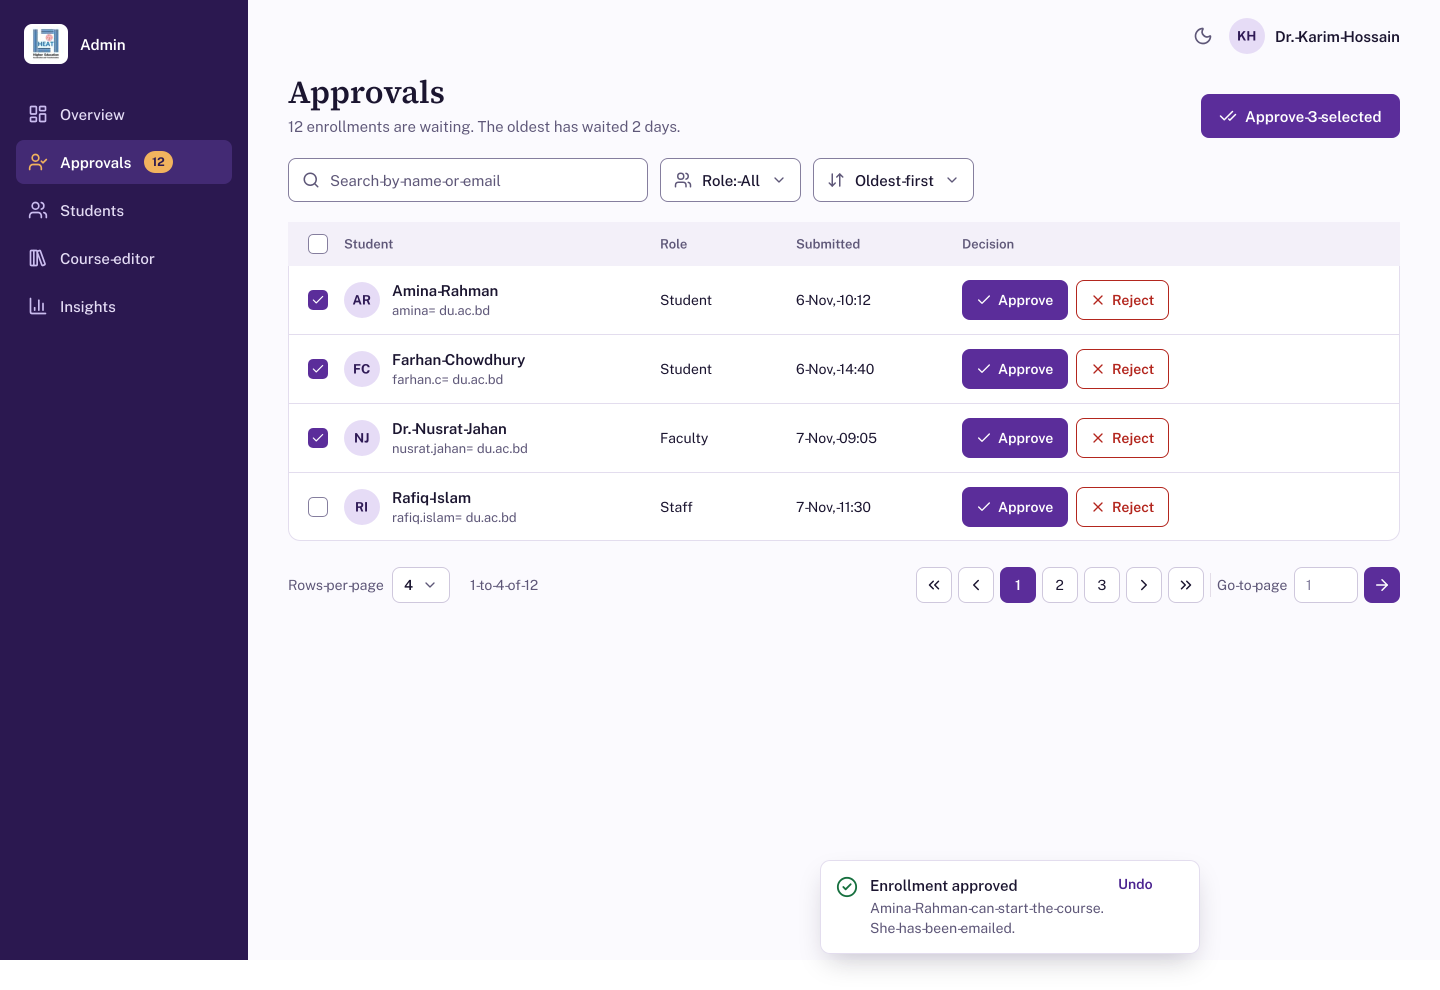 HEAT
Admin
Overview
Approvals 12
Students
Course-editor
Insights
KH Dr.-Karim-Hossain
Approvals
12 enrollments are waiting. The oldest has waited 2 days.
Approve-3-selected
Search-by-name-or-email
Role:-All
Oldest-first
Student Role Submitted Decision
AR Amina-Rahman Student 6-Nov,-10:12 Approve Reject
amina= du.ac.bd
FC Farhan-Chowdhury Student 6-Nov,-14:40 Approve Reject
farhan.c= du.ac.bd
NJ Dr.-Nusrat-Jahan Faculty 7-Nov,-09:05 Approve Reject
nusrat.jahan= du.ac.bd
RI Rafiq-Islam Staff 7-Nov,-11:30 Approve Reject
rafiq.islam= du.ac.bd
Rows-per-page 4 1-to-4-of-12 1 2 3 Go-to-page 1
Enrollment approved Undo
Amina-Rahman-can-start-the-course.
She-has-been-emailed.